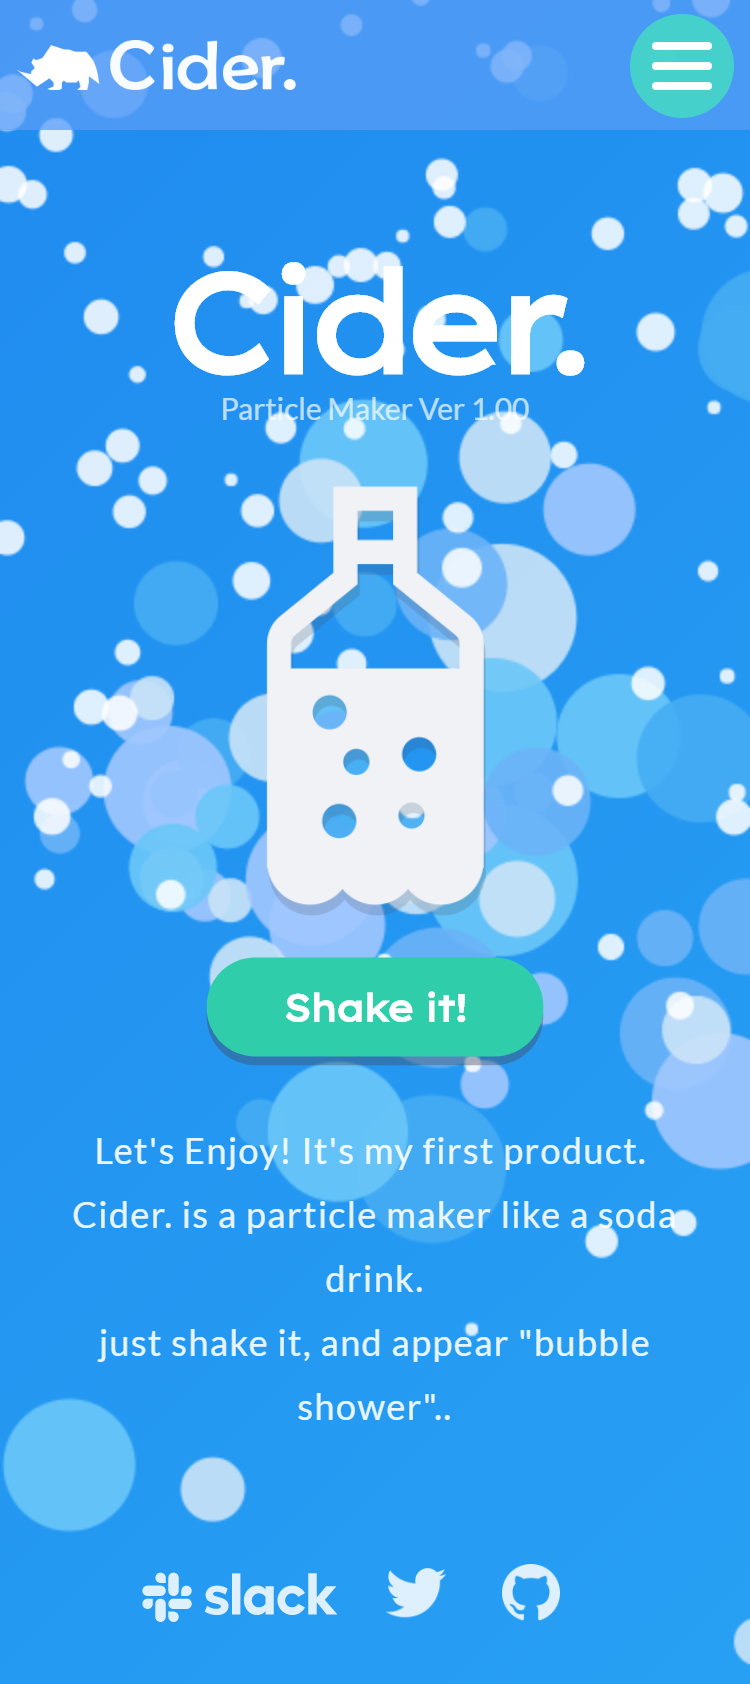 Cider.
Cider.
Particle Maker Ver 1.00
Shake it!
Let's Enjoy! It's my first product.
Cider. is a particle maker like a soda
drink.
just shake it, and appear "bubble
shower"..
slack